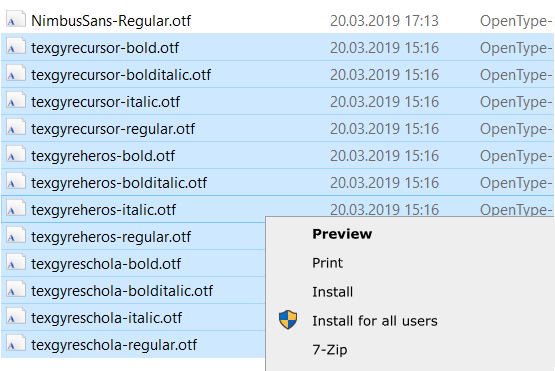 NimbusSans-Regular.otf 20.03.2019 17:13 OpenType-
texgyrecursor-bold.otf 20.03.2019 15:16 OpenType-
texgyrecursor-bolditalic.otf 20.03.2019 15:16 OpenType-
texgyrecursor-italic.otf 20.03.2019 15:16 OpenType-
texgyrecursor-regular.otf 20.03.2019 15:16 OpenType-
texgyreheros-bold.otf 20.03.2019 15:16 OpenType-
texgyreheros-bolditalic.otf 20.03.2019 15:16 OpenType-
texgyreheros-italic.otf 20.03.2019 15:16 OpenType-
texgyreheros-regular.otf
texgyreschola-bold.otf
texgyreschola-bolditalic.otf
texgyreschola-italic.otf
texgyreschola-regular.otf
Preview
Print
Install
Install for all users
7-Zip